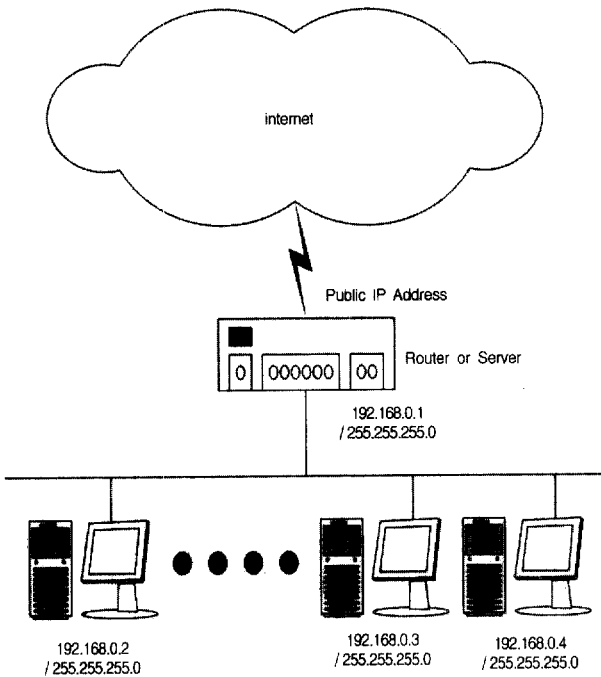 internet
Public IP Address
Router or Server
0 000000 00
192.168.0.1
/ 255.255.255.0
192.168.0.2
/ 255.255.255.0
192.168.0.3
/ 255.255.255.0
192.168.0.4
/ 255.255.255.0